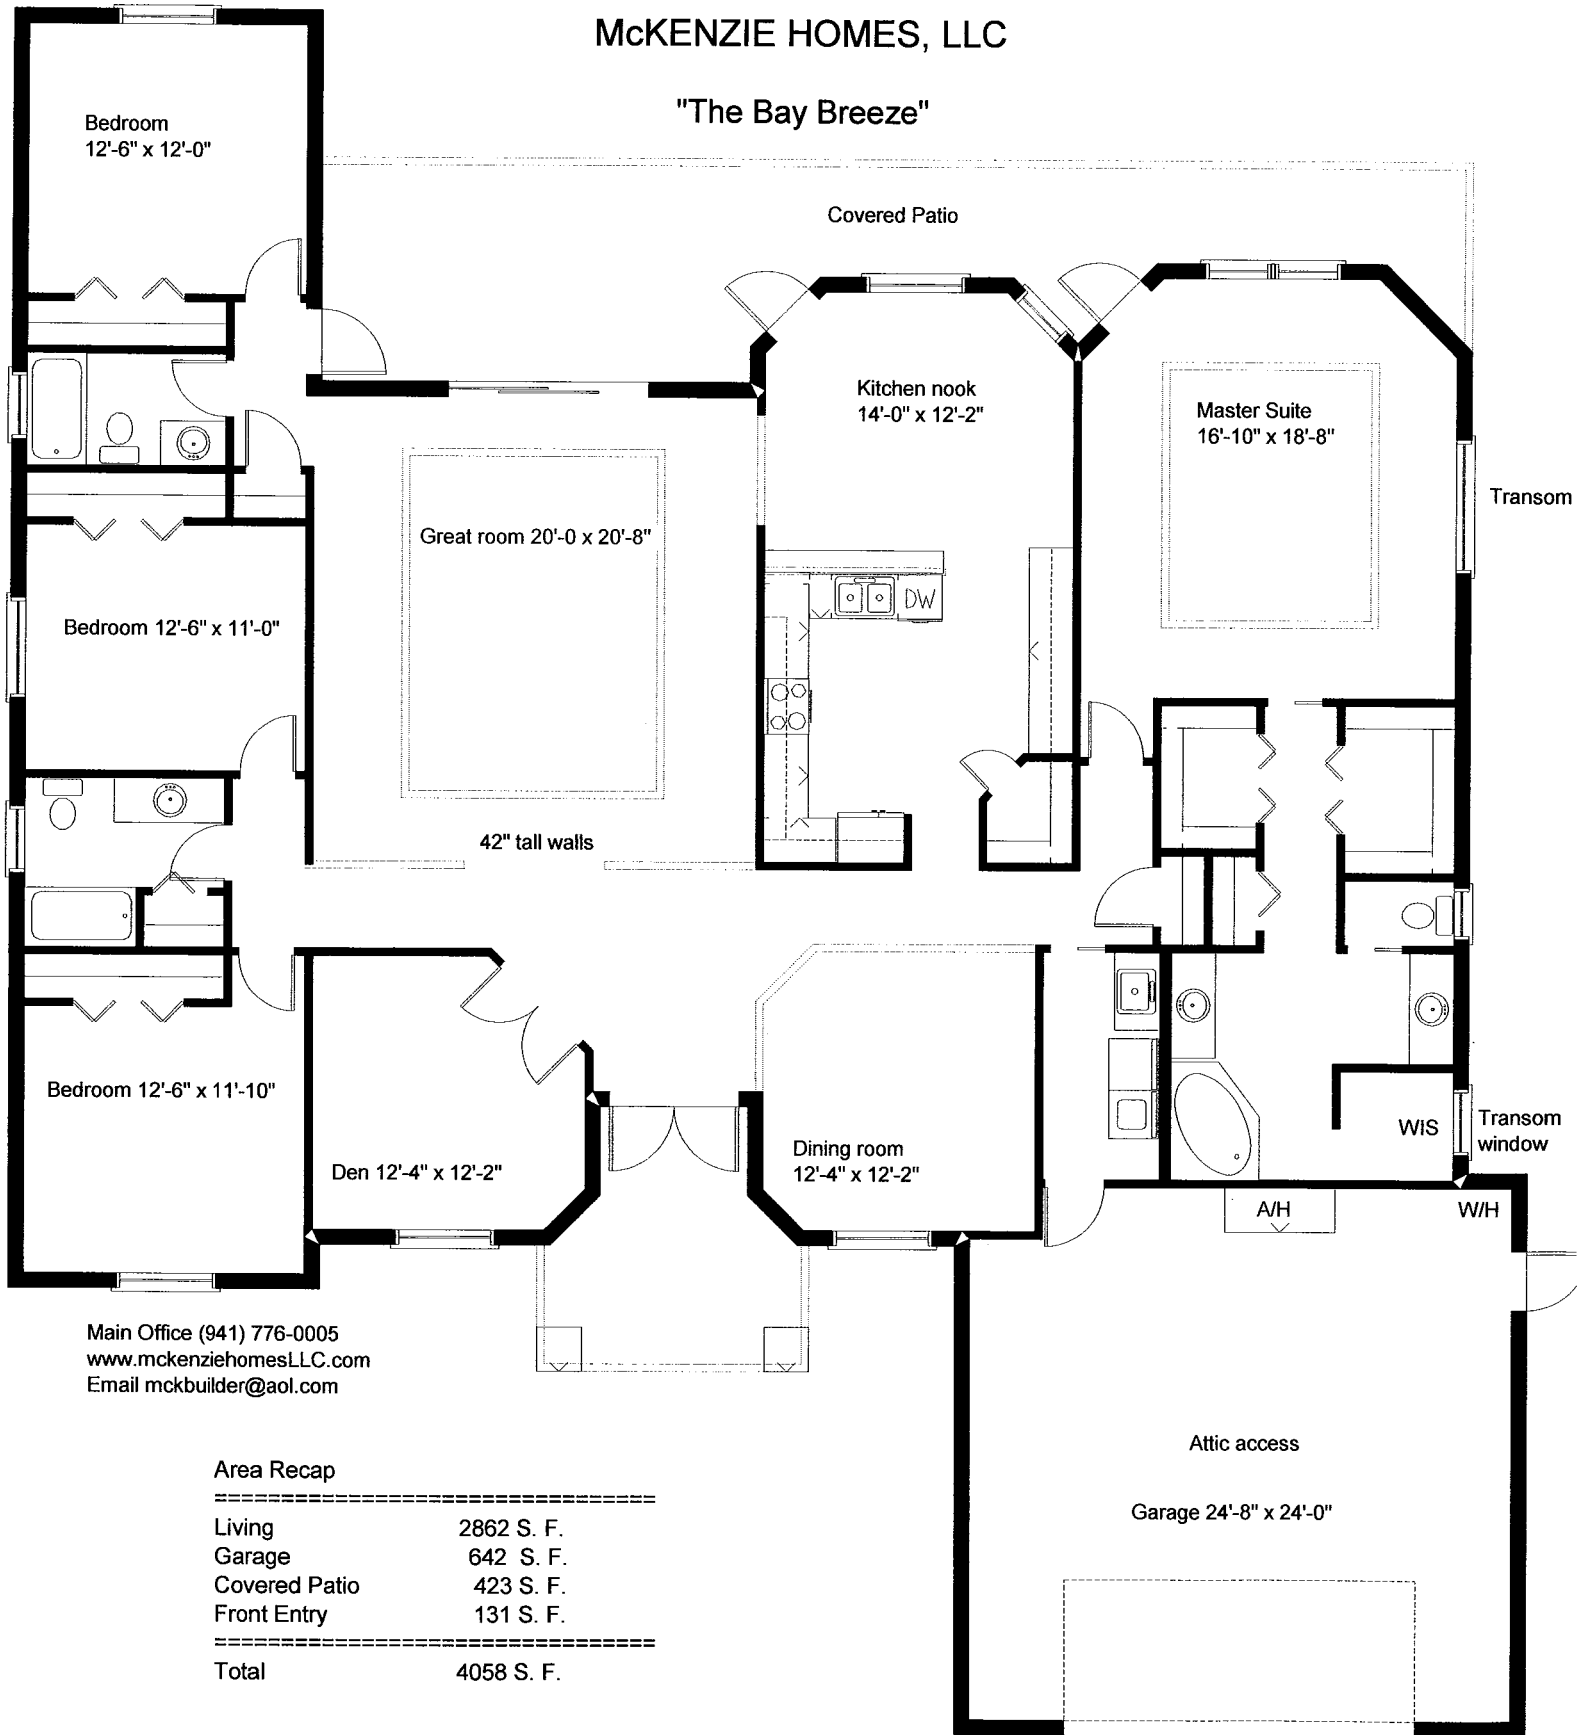 McKENZIE HOMES, LLC
"The Bay Breeze"
Bedroom
12'-6" x 12'-0"
Covered Patio
Kitchen nook
14'-0" x 12'-2"
Master Suite
16'-10" x 18'-8"
Transom
Great room 20'-0 x 20'-8"
DW
Bedroom 12'-6" x 11'-0"
42" tall walls
Bedroom 12'-6" x 11'-10"
Den 12'-4" x 12'-2"
Dining room
12'-4" x 12'-2"
WIS
Transom
window
A/H
W/H
Main Office (941) 776-0005
www.mckenziehomesLLC.com
Email mckbuilder@aol.com
Attic access
Garage 24'-8" x 24'-0"
Area Recap
Living 2862 S. F.
Garage 642 S. F.
Covered Patio 423 S. F.
Front Entry 131 S. F.
Total 4058 S. F.